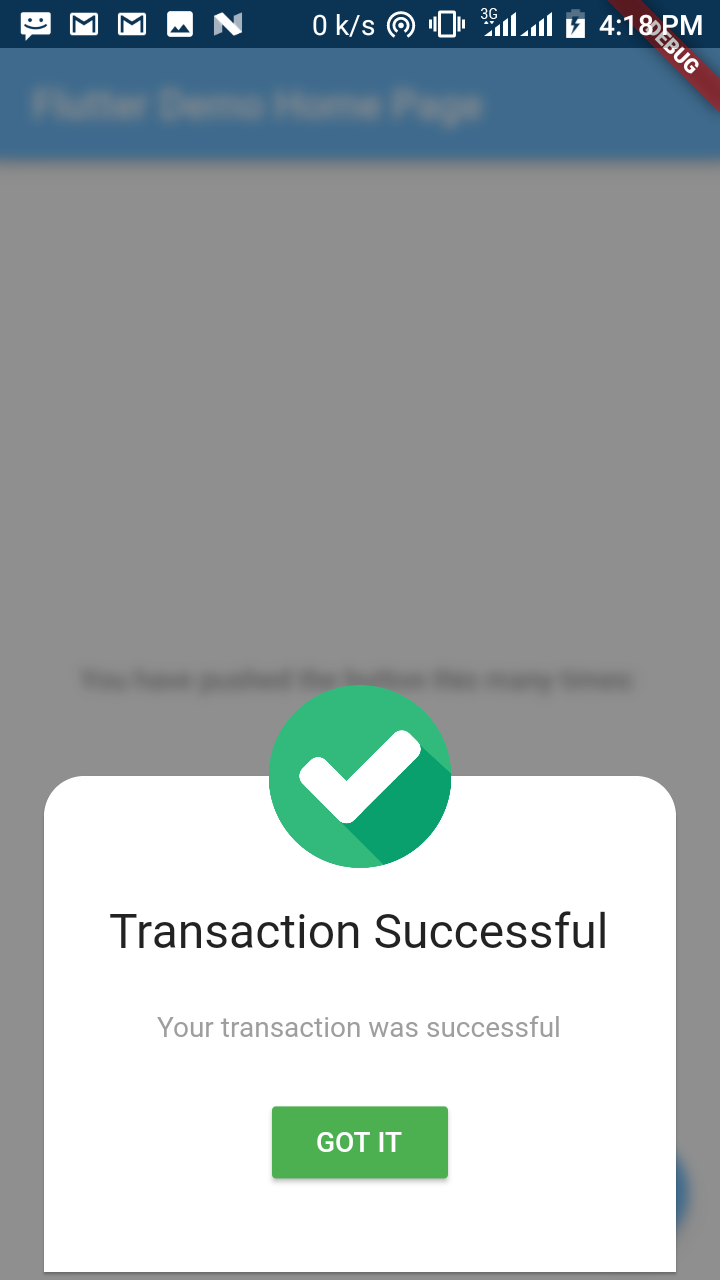 0 k/s 3G 4:18 PM
DEBUG
Flutter Demo Home Page
You have pushed the button this many times:
Transaction Successful
Your transaction was successful
GOT IT